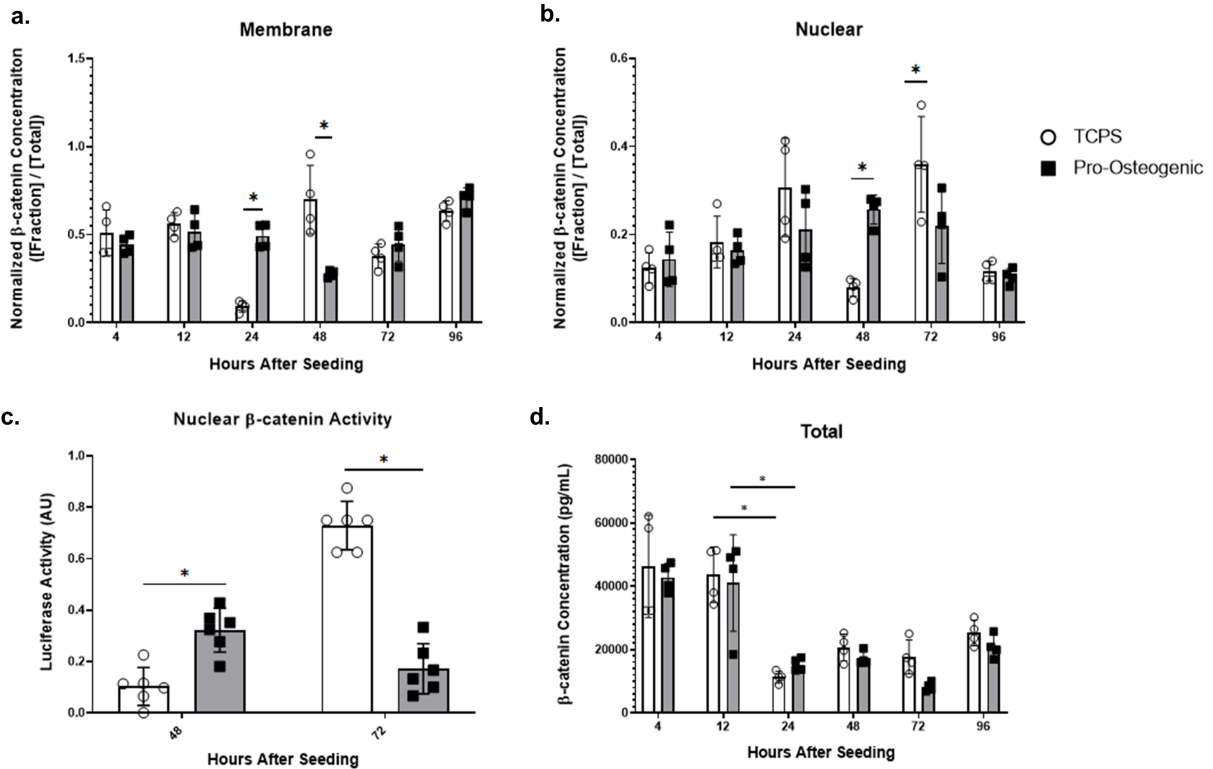 a.
Membrane
Normalized β-catenin Concentraiton
([Fraction] / [Total])
1.5
1.0
0.5
0.0
*
*
4 12 24 48 72 96
Hours After Seeding
b.
Nuclear
Normalized β-catenin Concentraiton
([Fraction] / [Total])
0.6
0.4
0.2
0.0
*
*
4 12 24 48 72 96
Hours After Seeding
TCPS
Pro-Osteogenic
c.
Nuclear β-catenin Activity
Luciferase Activity (AU)
1.0
0.8
0.6
0.4
0.2
0.0
*
*
48 72
Hours After Seeding
d.
Total
β-catenin Concentration (pg/mL)
80000
60000
40000
20000
0
*
*
4 12 24 48 72 96
Hours After Seeding